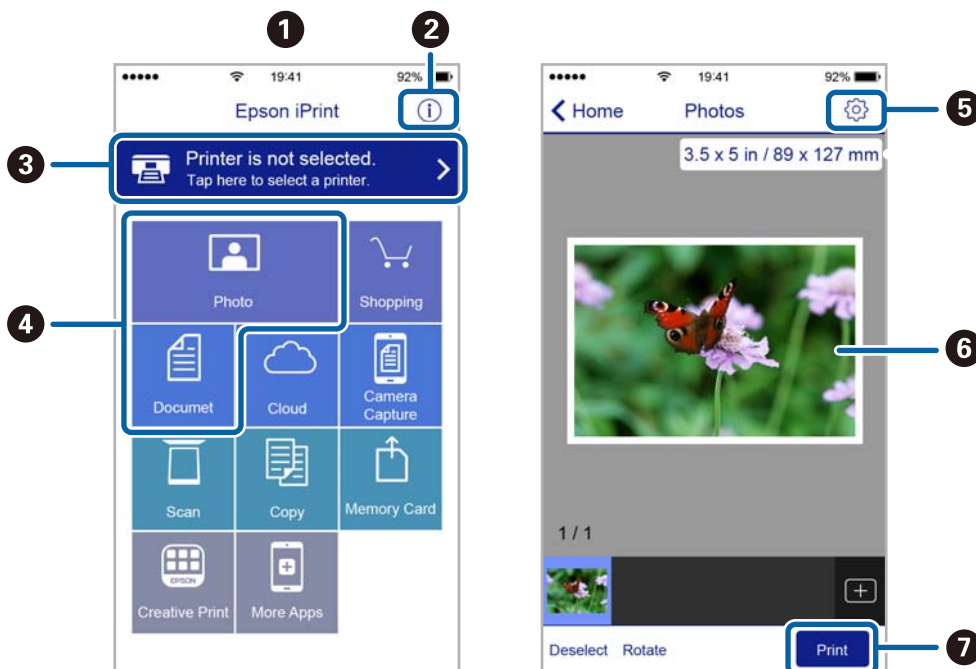 1
2
19:41
92%
Epson iPrint
3
Printer is not selected.
Tap here to select a printer.
4
Photo
Shopping
Documet
Cloud
Camera
Capture
Scan
Copy
Memory Card
EPSON
Creative Print
More Apps
19:41
92%
Home
Photos
5
3.5 x 5 in / 89 x 127 mm
6
1 / 1
Deselect
Rotate
Print
7